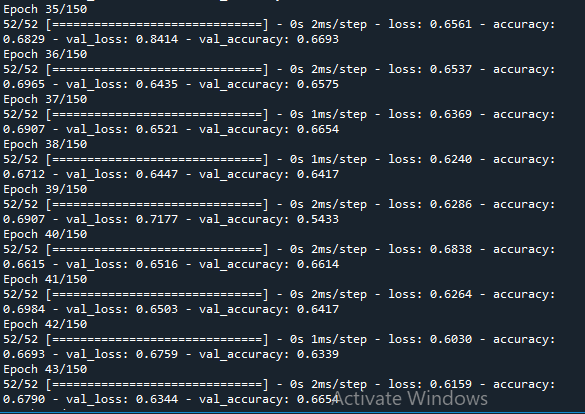 Epoch 35/150
52/52 [==============================] - 0s 2ms/step - loss: 0.6561 - accuracy:
0.6829 - val_loss: 0.8414 - val_accuracy: 0.6693
Epoch 36/150
52/52 [==============================] - 0s 2ms/step - loss: 0.6537 - accuracy:
0.6965 - val_loss: 0.6435 - val_accuracy: 0.6575
Epoch 37/150
52/52 [==============================] - 0s 1ms/step - loss: 0.6369 - accuracy:
0.6907 - val_loss: 0.6521 - val_accuracy: 0.6654
Epoch 38/150
52/52 [==============================] - 0s 1ms/step - loss: 0.6240 - accuracy:
0.6712 - val_loss: 0.6447 - val_accuracy: 0.6417
Epoch 39/150
52/52 [==============================] - 0s 2ms/step - loss: 0.6286 - accuracy:
0.6907 - val_loss: 0.7177 - val_accuracy: 0.5433
Epoch 40/150
52/52 [==============================] - 0s 2ms/step - loss: 0.6838 - accuracy:
0.6615 - val_loss: 0.6516 - val_accuracy: 0.6614
Epoch 41/150
52/52 [==============================] - 0s 2ms/step - loss: 0.6264 - accuracy:
0.6984 - val_loss: 0.6503 - val_accuracy: 0.6417
Epoch 42/150
52/52 [==============================] - 0s 1ms/step - loss: 0.6030 - accuracy:
0.6693 - val_loss: 0.6759 - val_accuracy: 0.6339
Epoch 43/150
52/52 [==============================] - 0s 2ms/step - loss: 0.6159 - accuracy:
0.6790 - val_loss: 0.6344 - val_accuracy: 0.6654
Activate Windows